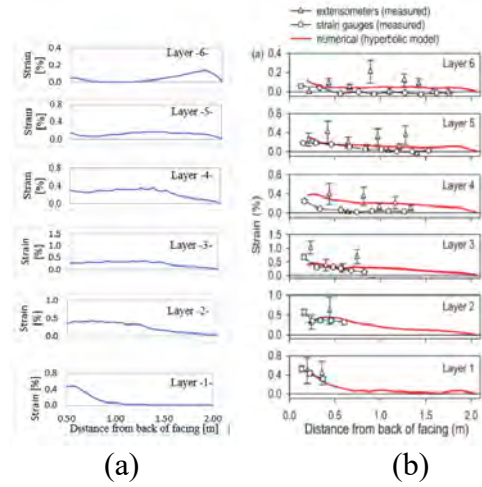 extensometers (measured)
strain gauges (measured)
numerical (hyperbolic model)
(a)
Strain
[%]
0.4
0.2
0.0
Layer -6-
Strain
[%]
0.4
0.2
0.0
Layer -5-
Strain
[%]
0.8
0.4
0.0
Layer -4-
Strain
[%]
1.5
1.0
0.5
0.0
Layer -3-
Strain
[%]
1.0
0.5
0.0
Layer -2-
Strain [%]
0.8
0.4
0.0
Layer -1-
0.50
1.00
1.50
2.00
Distance from back of facing [m]
(a)
0.4
0.2
0.0
Layer 6
0.6
0.4
0.2
0.0
Layer 5
0.8
0.4
0.0
Layer 4
1.5
1.0
0.5
0.0
Layer 3
1.0
0.5
0.0
Layer 2
0.8
0.4
0.0
Layer 1
Strain (%)
0.0
0.5
1.0
1.5
2.0
Distance from back of facing (m)
(b)